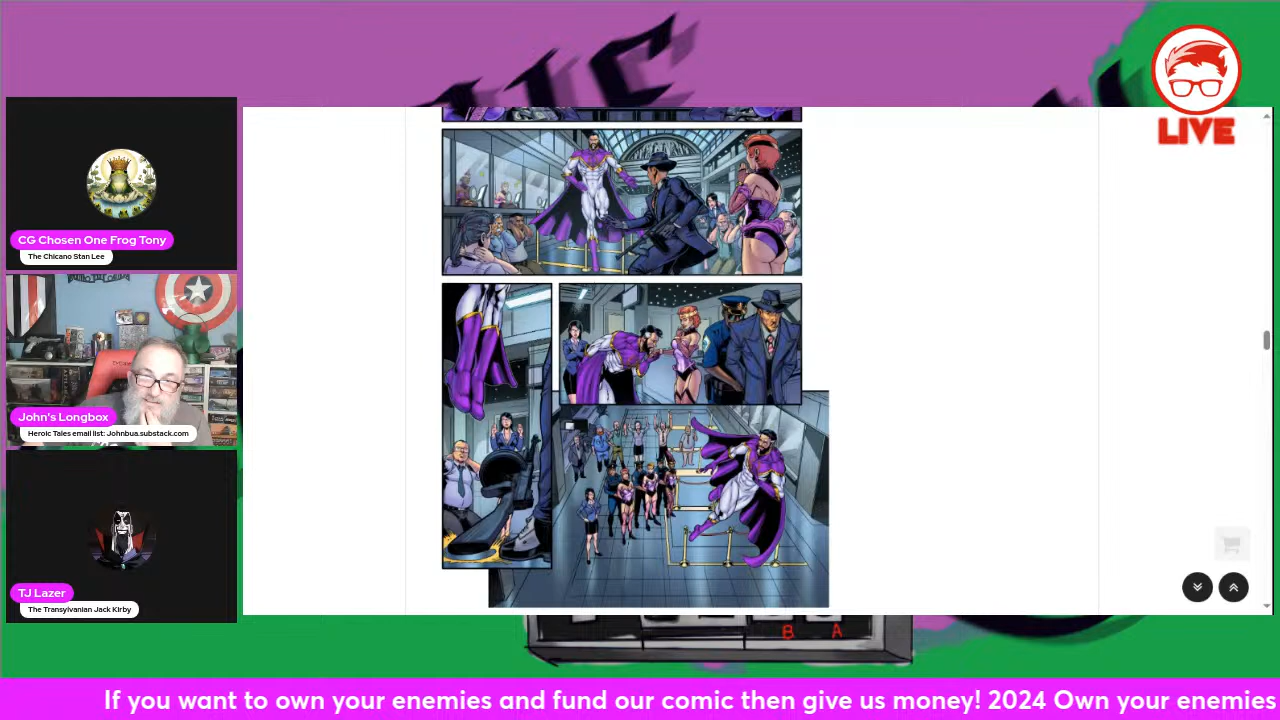 LIVE
CG Chosen One Frog Tony
The Chicano Stan Lee
John's Longbox
Heroic Tales email list: Johnbua.substack.com
TJ Lazer
The Transylvanian Jack Kirby
B A
If you want to own your enemies and fund our comic then give us money! 2024 Own your enemies